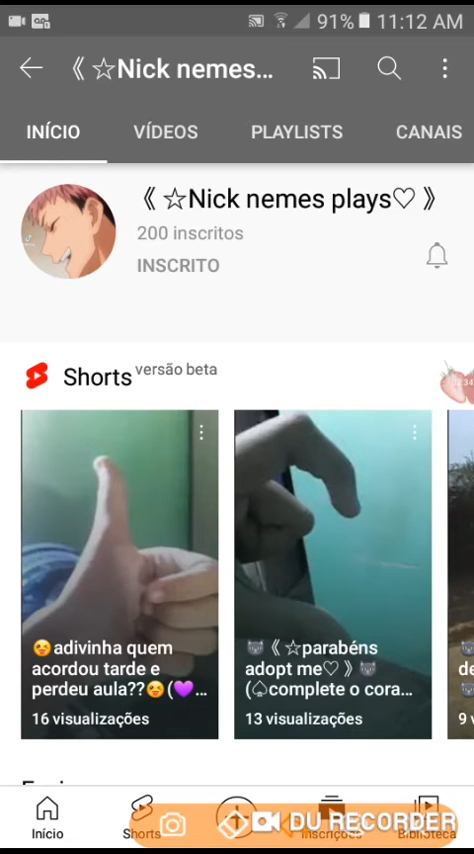 91% 11:12 AM
《☆Nick nemes...
INÍCIO VÍDEOS PLAYLISTS CANAIS
《☆Nick nemes plays♡》
200 inscritos
INSCRITO
Shorts versão beta
😝adivinha quem
acordou tarde e
perdeu aula??😝(💜...
16 visualizações
🐺《☆parabéns
adopt me♡》🐺
(♤complete o cora...
13 visualizações
de
9 v
Início Shorts Inscrições Biblioteca
DU RECORDER